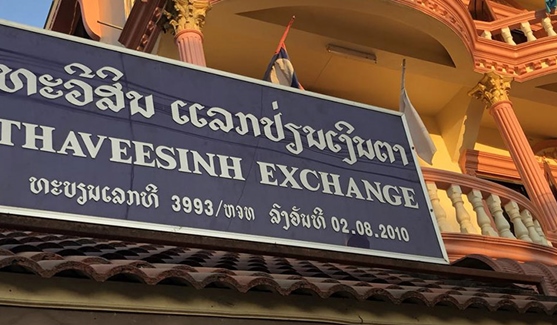 ທະວີສິນ ແລກປ່ຽນເງິນຕາ
THAVEESINH EXCHANGE
ທະບຽນເລກທີ 3993/ຫວທ ລົງວັນທີ 02.08.2010